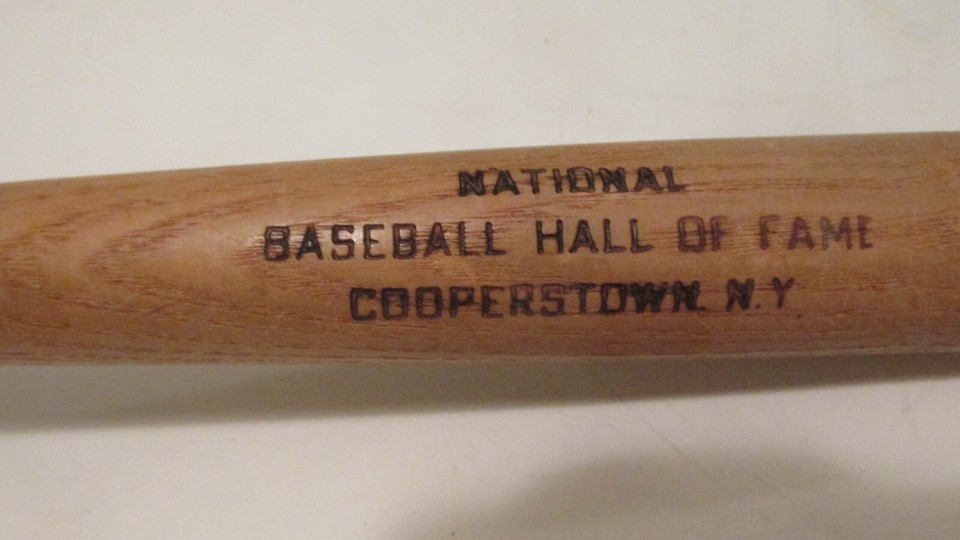 NATIONAL
BASEBALL HALL OF FAME
COOPERSTOWN. N.Y